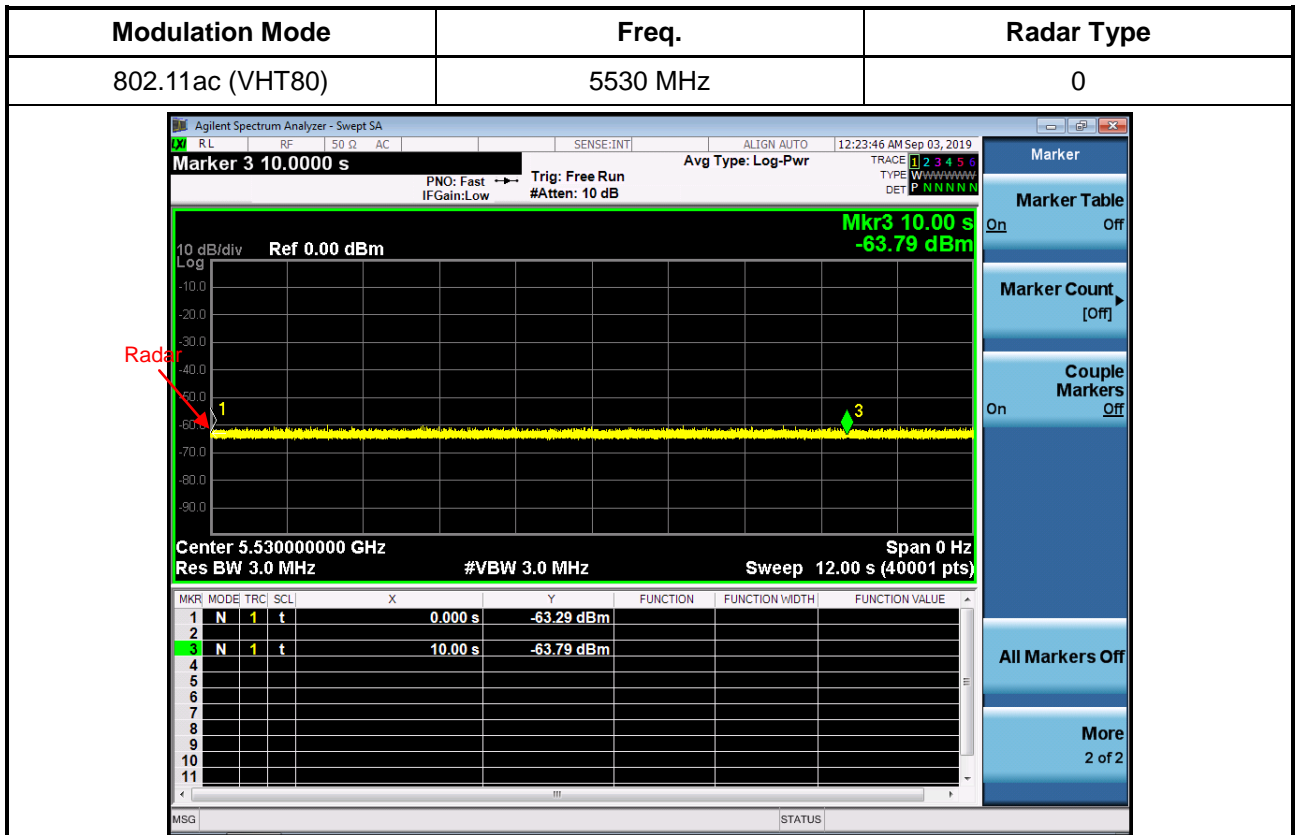 Modulation Mode Freq. Radar Type
802.11ac (VHT80) 5530 MHz 0
Agilent Spectrum Analyzer - Swept SA
LXI RL RF 50 Ω AC SENSE:INT ALIGN AUTO 12:23:46 AM Sep 03, 2019
Marker 3 10.0000 s
PNO: Fast
IFGain:Low
Trig: Free Run
#Atten: 10 dB
Avg Type: Log-Pwr
TRACE 1 2 3 4 5 6
TYPE WWWWWWW
DET P N N N N N
Marker
Marker Table
On Off
Marker Count
[Off]
Couple
Markers
On Off
All Markers Off
More
2 of 2
Mkr3 10.00 s
-63.79 dBm
10 dB/div Ref 0.00 dBm
Log
-10.0
-20.0
-30.0
Radar
-40.0
-50.0
1
3
-60.0
-70.0
-80.0
-90.0
Center 5.530000000 GHz Span 0 Hz
Res BW 3.0 MHz #VBW 3.0 MHz Sweep 12.00 s (40001 pts)
MKR MODE TRC SCL X Y FUNCTION FUNCTION WIDTH FUNCTION VALUE
1 N 1 t 0.000 s -63.29 dBm
2
3 N 1 t 10.00 s -63.79 dBm
4
5
6
7
8
9
10
11
MSG STATUS